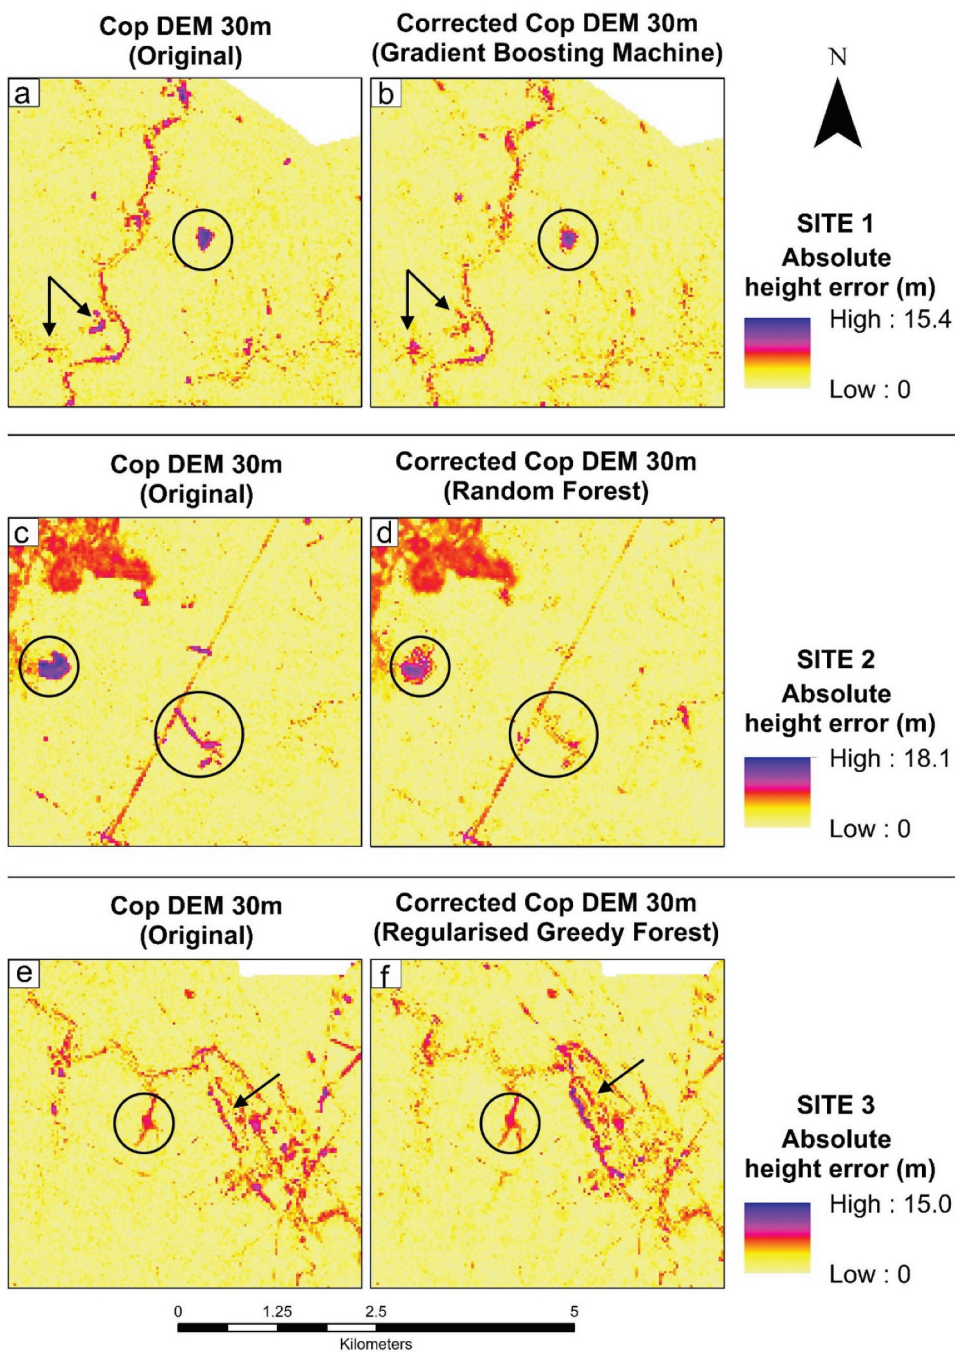 Cop DEM 30m
(Original)
Corrected Cop DEM 30m
(Gradient Boosting Machine)
N
a
b
SITE 1
Absolute
height error (m)
High : 15.4
Low : 0
Cop DEM 30m
(Original)
Corrected Cop DEM 30m
(Random Forest)
c
d
SITE 2
Absolute
height error (m)
High : 18.1
Low : 0
Cop DEM 30m
(Original)
Corrected Cop DEM 30m
(Regularised Greedy Forest)
e
f
SITE 3
Absolute
height error (m)
High : 15.0
Low : 0
0 1.25 2.5 5
Kilometers